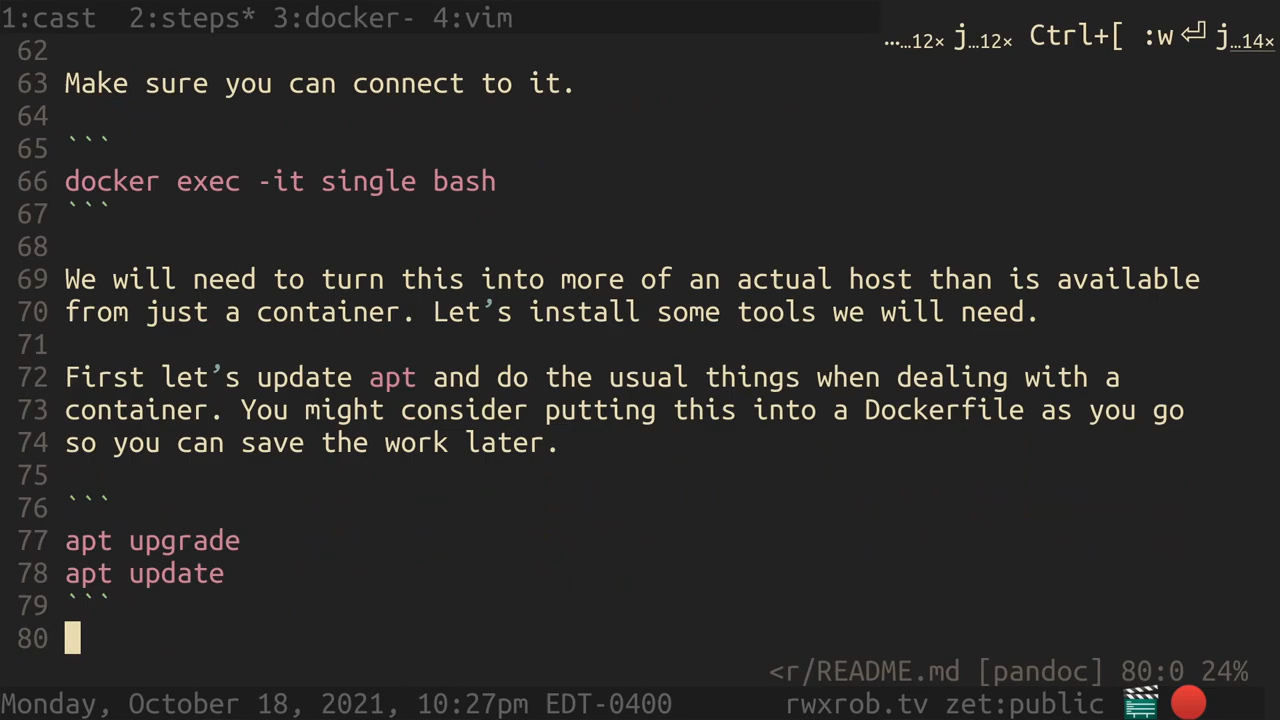 1:cast 2:steps* 3:docker- 4:vim
……12× j…12× Ctrl+[ :w⏎ j…14×
62
63 Make sure you can connect to it.
64
65 ```
66 docker exec -it single bash
67 ```
68
69 We will need to turn this into more of an actual host than is available
70 from just a container. Let’s install some tools we will need.
71
72 First let’s update apt and do the usual things when dealing with a
73 container. You might consider putting this into a Dockerfile as you go
74 so you can save the work later.
75
76 ```
77 apt upgrade
78 apt update
79 ```
80
<r/README.md [pandoc] 80:0 24%
Monday, October 18, 2021, 10:27pm EDT-0400 rwxrob.tv zet:public 🎬 🔴